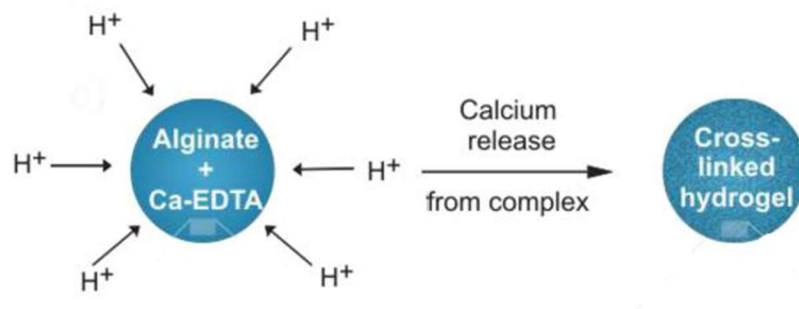 H+
H+
H+
Alginate
+
Ca-EDTA
H+
H+
H+
Calcium
release
from complex
Cross-
linked
hydrogel